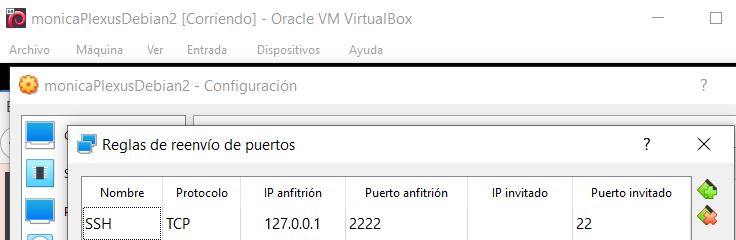 monicaPlexusDebian2 [Corriendo] - Oracle VM VirtualBox
Archivo Máquina Ver Entrada Dispositivos Ayuda
monicaPlexusDebian2 - Configuración ?
Reglas de reenvío de puertos ?
Nombre Protocolo IP anfitrión Puerto anfitrión IP invitado Puerto invitado
SSH TCP 127.0.0.1 2222 22